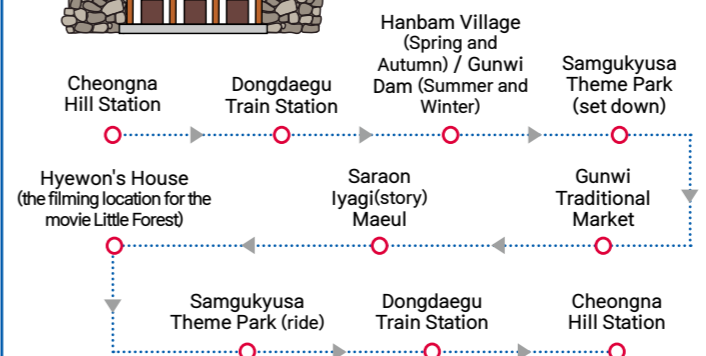 Cheongna
Hill Station
Dongdaegu
Train Station
Hanbam Village
(Spring and
Autumn) / Gunwi
Dam (Summer and
Winter)
Samgukyusa
Theme Park
(set down)
Gunwi
Traditional
Market
Saraon
Iyagi(story)
Maeul
Hyewon's House
(the filming location for the
movie Little Forest)
Samgukyusa
Theme Park (ride)
Dongdaegu
Train Station
Cheongna
Hill Station